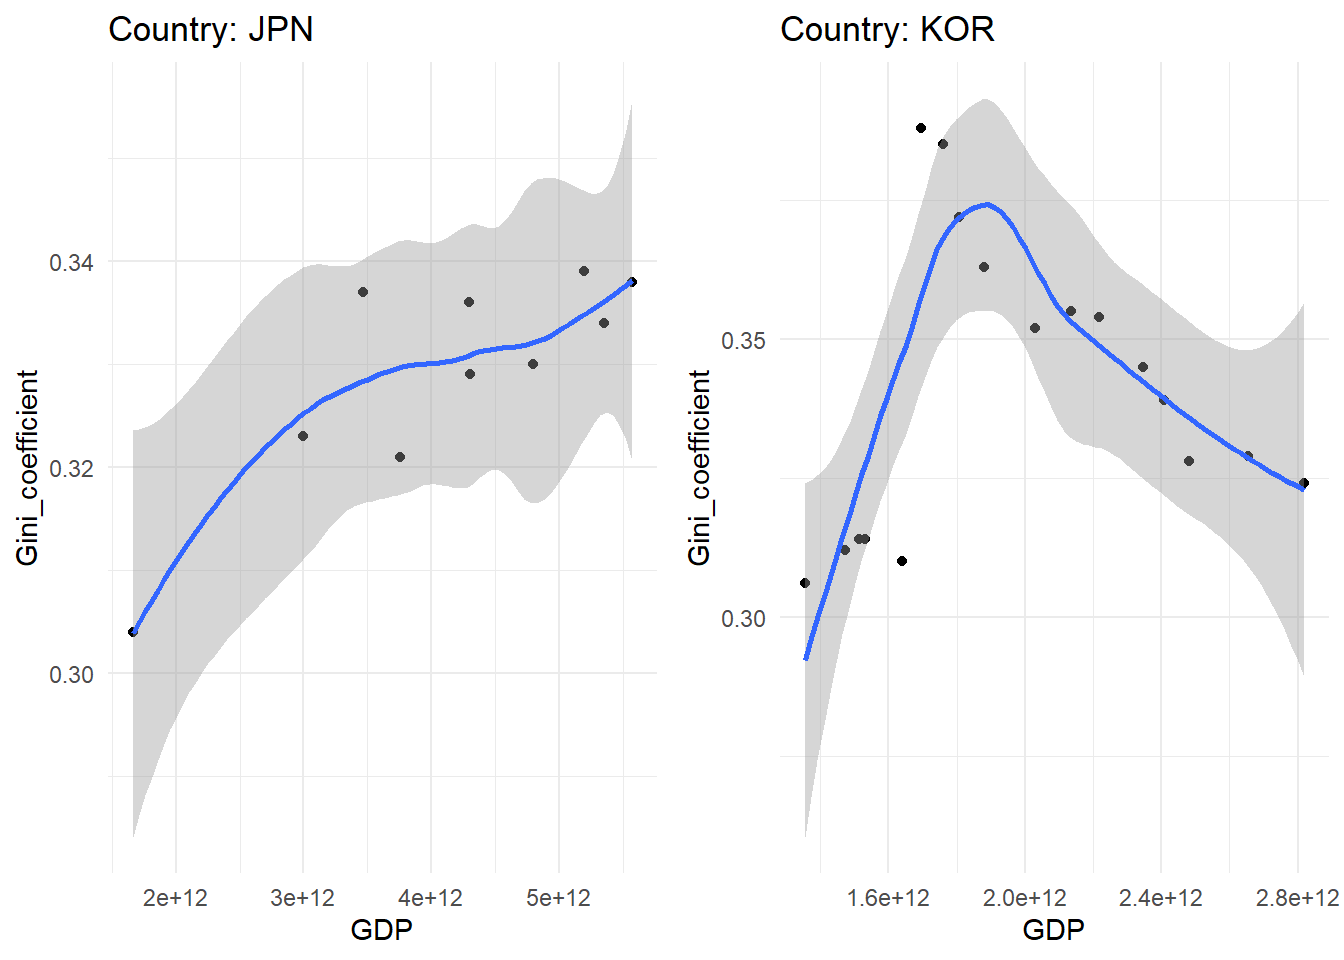 Country: JPN
Gini_coefficient
0.34
0.32
0.30
2e+12 3e+12 4e+12 5e+12
GDP
Country: KOR
Gini_coefficient
0.35
0.30
1.6e+12 2.0e+12 2.4e+12 2.8e+12
GDP